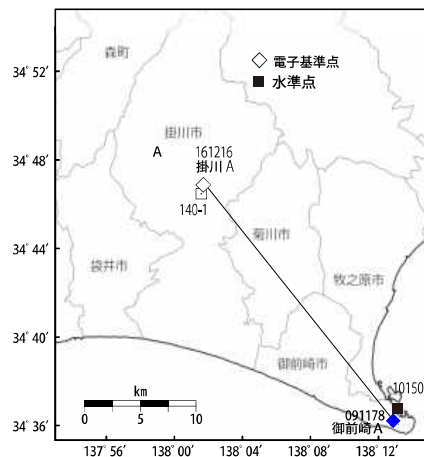 34° 52'
34° 48'
34° 44'
34° 40'
34° 36'
137° 56'
138° 00'
138° 04'
138° 08'
138° 12'
電子基準点
水準点
森町
掛川市
A
161216
掛川 A
140-1
袋井市
菊川市
牧之原市
御前崎市
10150
091178
御前崎 A
km
0 5 10